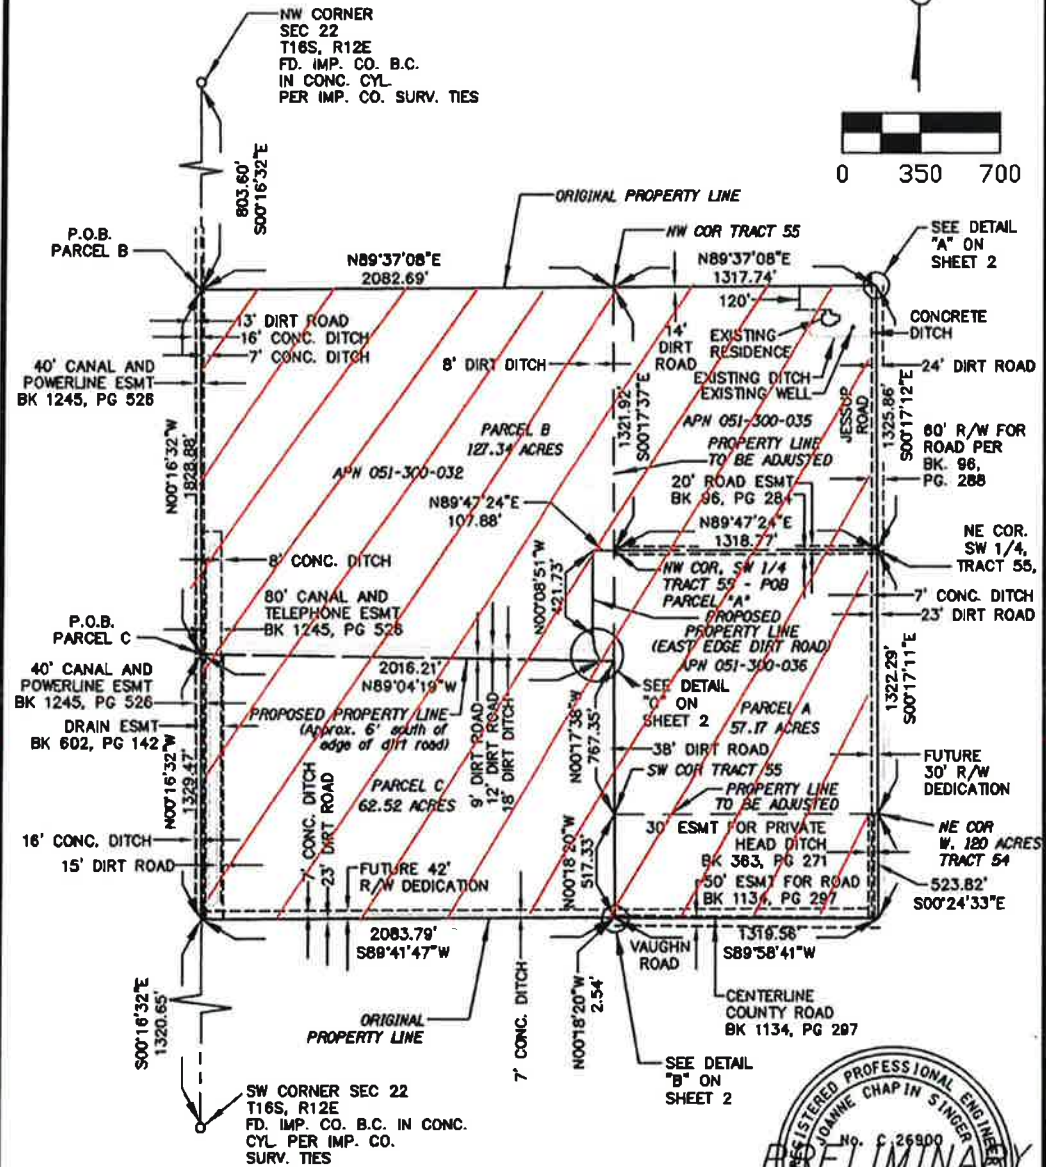 NW CORNER
SEC 22
T16S, R12E
FD. IMP. CO. B.C.
IN CONC. CYL.
PER IMP. CO. SURV. TIES
803.60'
S00°16'32"E
0 350 700
ORIGINAL PROPERTY LINE
P.O.B.
PARCEL B
N89°37'08"E
2082.69'
NW COR TRACT 55
N89°37'08"E
1317.74'
SEE DETAIL
"A" ON
SHEET 2
120'
13' DIRT ROAD
16' CONC. DITCH
7' CONC. DITCH
40' CANAL AND
POWERLINE ESMT
BK 1245, PG 526
8' DIRT DITCH
14'
DIRT
ROAD
EXISTING
RESIDENCE
EXISTING DITCH
EXISTING WELL
CONCRETE
DITCH
24' DIRT ROAD
JESSUP
ROAD
1325.86'
S00°17'12"E
60' R/W FOR
ROAD PER
BK. 96,
PG. 288
1321.92'
S00°17'37"E
PARCEL B
127.34 ACRES
APN 051-300-032
APN 051-300-035
PROPERTY LINE
TO BE ADJUSTED
20' ROAD ESMT
BK 96, PG 284
N00°16'32"W
1828.88'
N89°47'24"E
107.88'
N89°47'24"E
1318.77'
NE COR.
SW 1/4,
TRACT 55,
8' CONC. DITCH
NW COR, SW 1/4
TRACT 55 - POB
PARCEL "A"
N00°08'51"W
521.73'
7' CONC. DITCH
23' DIRT ROAD
80' CANAL AND
TELEPHONE ESMT
BK 1245, PG 526
PROPOSED
PROPERTY LINE
(EAST EDGE DIRT ROAD)
APN 051-300-036
P.O.B.
PARCEL C
40' CANAL AND
POWERLINE ESMT
BK 1245, PG 526
DRAIN ESMT
BK 602, PG 142
2016.21'
N89°04'19"W
PROPOSED PROPERTY LINE
(Approx. 6' south of
edge of dirt road)
SEE DETAIL
"C" ON
SHEET 2
1322.29'
S00°17'11"E
PARCEL A
57.17 ACRES
N00°17'38"W
767.35'
38' DIRT ROAD
9' DIRT ROAD
12' DIRT ROAD
18' DIRT DITCH
FUTURE
30' R/W
DEDICATION
N00°16'32"W
1329.47'
PARCEL C
62.52 ACRES
SW COR TRACT 55
PROPERTY LINE
TO BE ADJUSTED
16' CONC. DITCH
15' DIRT ROAD
7' CONC. DITCH
23' DIRT ROAD
FUTURE 42'
R/W DEDICATION
N00°18'20"W
517.33'
30' ESMT FOR PRIVATE
HEAD DITCH
BK 363, PG 271
50' ESMT FOR ROAD
BK 1134, PG 297
NE COR
W. 120 ACRES
TRACT 54
523.82'
S00°24'33"E
2083.79'
S89°41'47"W
VAUGHN
ROAD
1319.56'
S89°58'41"W
S00°16'32"E
1320.65'
ORIGINAL
PROPERTY LINE
7' CONC. DITCH
N00°18'20"W
2.54'
CENTERLINE
COUNTY ROAD
BK 1134, PG 297
SEE DETAIL
"B" ON
SHEET 2
SW CORNER SEC 22
T16S, R12E
FD. IMP. CO. B.C. IN CONC.
CYL PER IMP. CO.
SURV. TIES
REGISTERED PROFESSIONAL ENGINEER
JOANNE CHAPIN SINGER
No. C 26900
PRELIMINARY